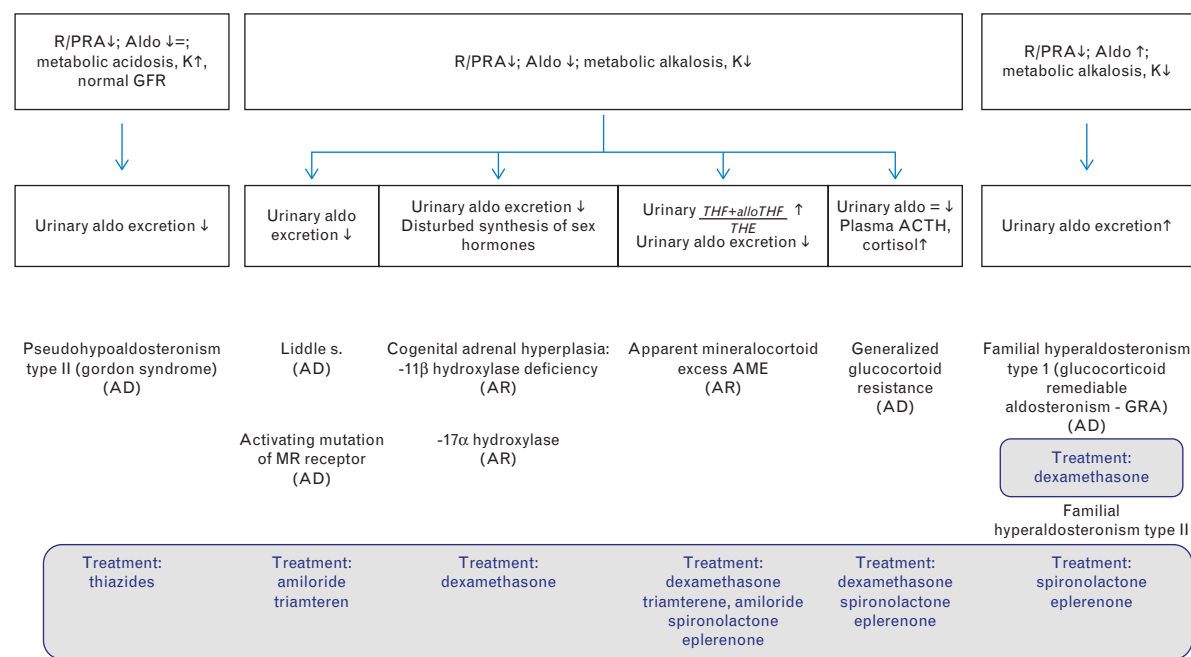 R/PRA↓; Aldo ↓=;
metabolic acidosis, K↑,
normal GFR
R/PRA↓; Aldo ↓; metabolic alkalosis, K↓
R/PRA↓; Aldo ↑;
metabolic alkalosis, K↓
Urinary aldo excretion ↓
Urinary aldo
excretion
↓
Urinary aldo excretion ↓
Disturbed synthesis of sex
hormones
Urinary THF+alloTHF/THE ↑
Urinary aldo excretion ↓
Urinary aldo = ↓
Plasma ACTH,
cortisol↑
Urinary aldo excretion↑
Pseudohypoaldosteronism
type II (gordon syndrome)
(AD)
Liddle s.
(AD)
Activating mutation
of MR receptor
(AD)
Cogenital adrenal hyperplasia:
-11β hydroxylase deficiency
(AR)
-17α hydroxylase
(AR)
Apparent mineralocortoid
excess AME
(AR)
Generalized
glucocortoid
resistance
(AD)
Familial hyperaldosteronism
type 1 (glucocorticoid
remediable
aldosteronism - GRA)
(AD)
Treatment:
dexamethasone
Familial
hyperaldosteronism type II
Treatment:
thiazides
Treatment:
amiloride
triamteren
Treatment:
dexamethasone
Treatment:
dexamethasone
triamterene, amiloride
spironolactone
eplerenone
Treatment:
dexamethasone
spironolactone
eplerenone
Treatment:
spironolactone
eplerenone